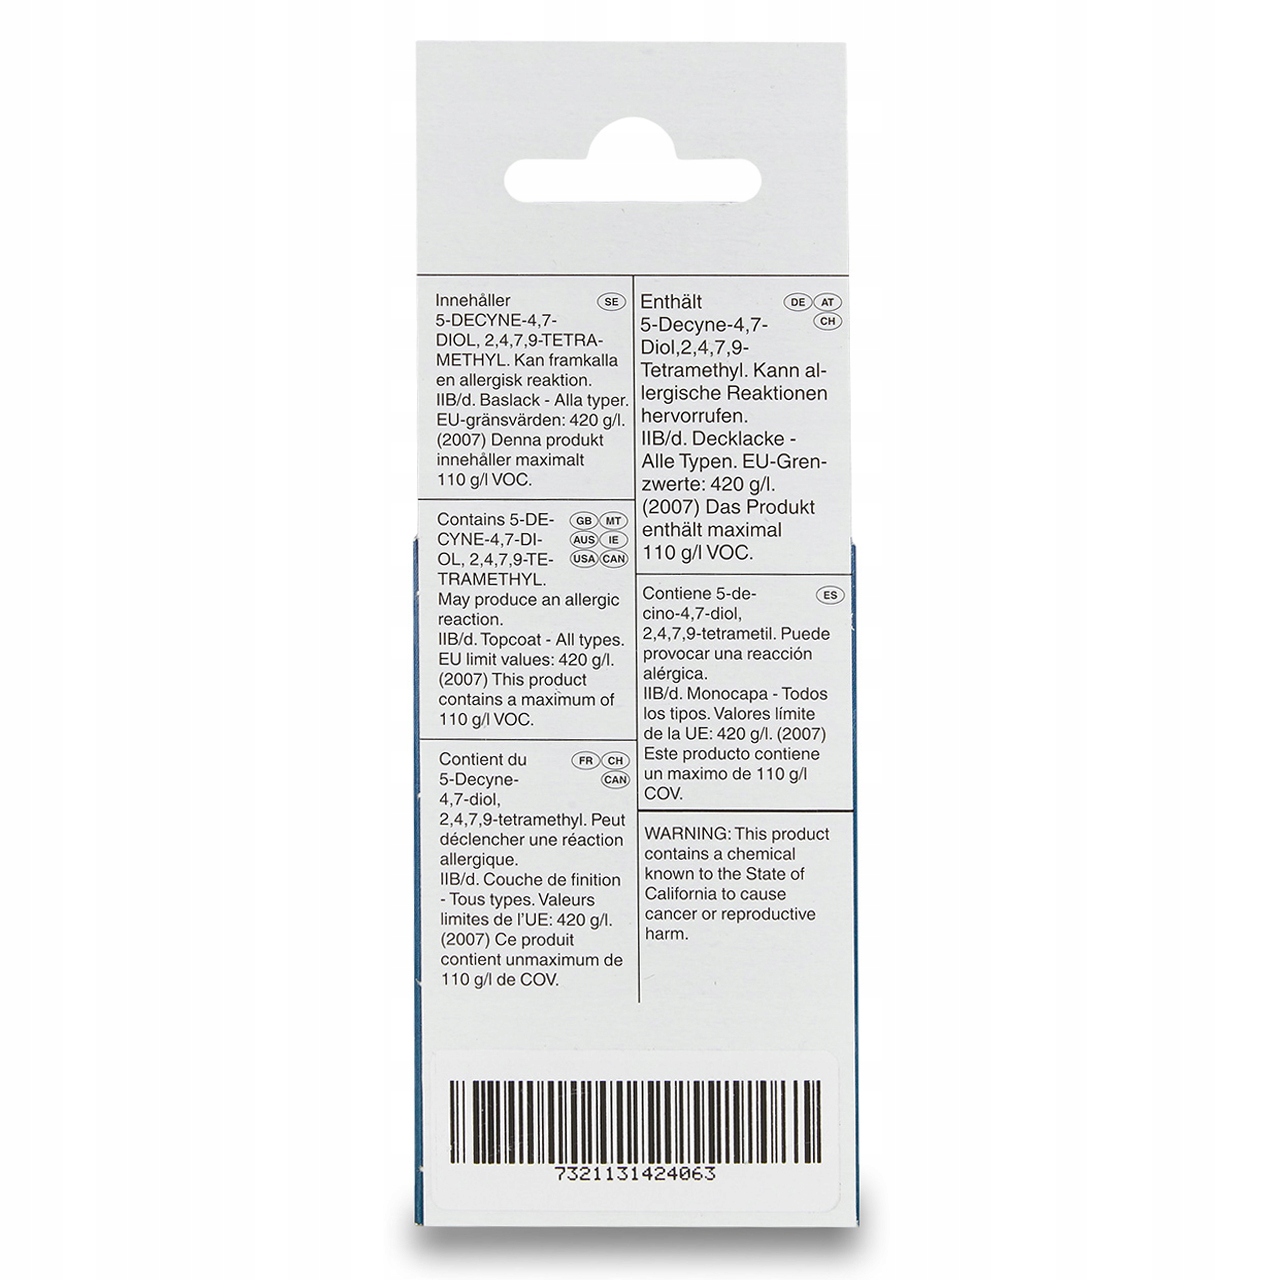 Innehåller SE
5-DECYNE-4,7-
DIOL, 2,4,7,9-TETRA-
METHYL. Kan framkalla
en allergisk reaktion.
IIB/d. Baslack - Alla typer.
EU-gränsvärden: 420 g/l.
(2007) Denna produkt
innehåller maximalt
110 g/l VOC.
Contains 5-DE- GB MT
CYNE-4,7-DI- AUS IE
OL, 2,4,7,9-TE- USA CAN
TRAMETHYL.
May produce an allergic
reaction.
IIB/d. Topcoat - All types.
EU limit values: 420 g/l.
(2007) This product
contains a maximum of
110 g/l VOC.
Contient du FR CH
5-Decyne- CAN
4,7-diol,
2,4,7,9-tetramethyl. Peut
déclencher une réaction
allergique.
IIB/d. Couche de finition
- Tous types. Valeurs
limites de l'UE: 420 g/l.
(2007) Ce produit
contient unmaximum de
110 g/l de COV.
Enthält DE AT
5-Decyne-4,7- CH
Diol,2,4,7,9-
Tetramethyl. Kann al-
lergische Reaktionen
hervorrufen.
IIB/d. Decklacke -
Alle Typen. EU-Gren-
zwerte: 420 g/l.
(2007) Das Produkt
enthält maximal
110 g/l VOC.
Contiene 5-de- ES
cino-4,7-diol,
2,4,7,9-tetrametil. Puede
provocar una reacción
alérgica.
IIB/d. Monocapa - Todos
los tipos. Valores límite
de la UE: 420 g/l. (2007)
Este producto contiene
un maximo de 110 g/l
COV.
WARNING: This product
contains a chemical
known to the State of
California to cause
cancer or reproductive
harm.
7321131424063